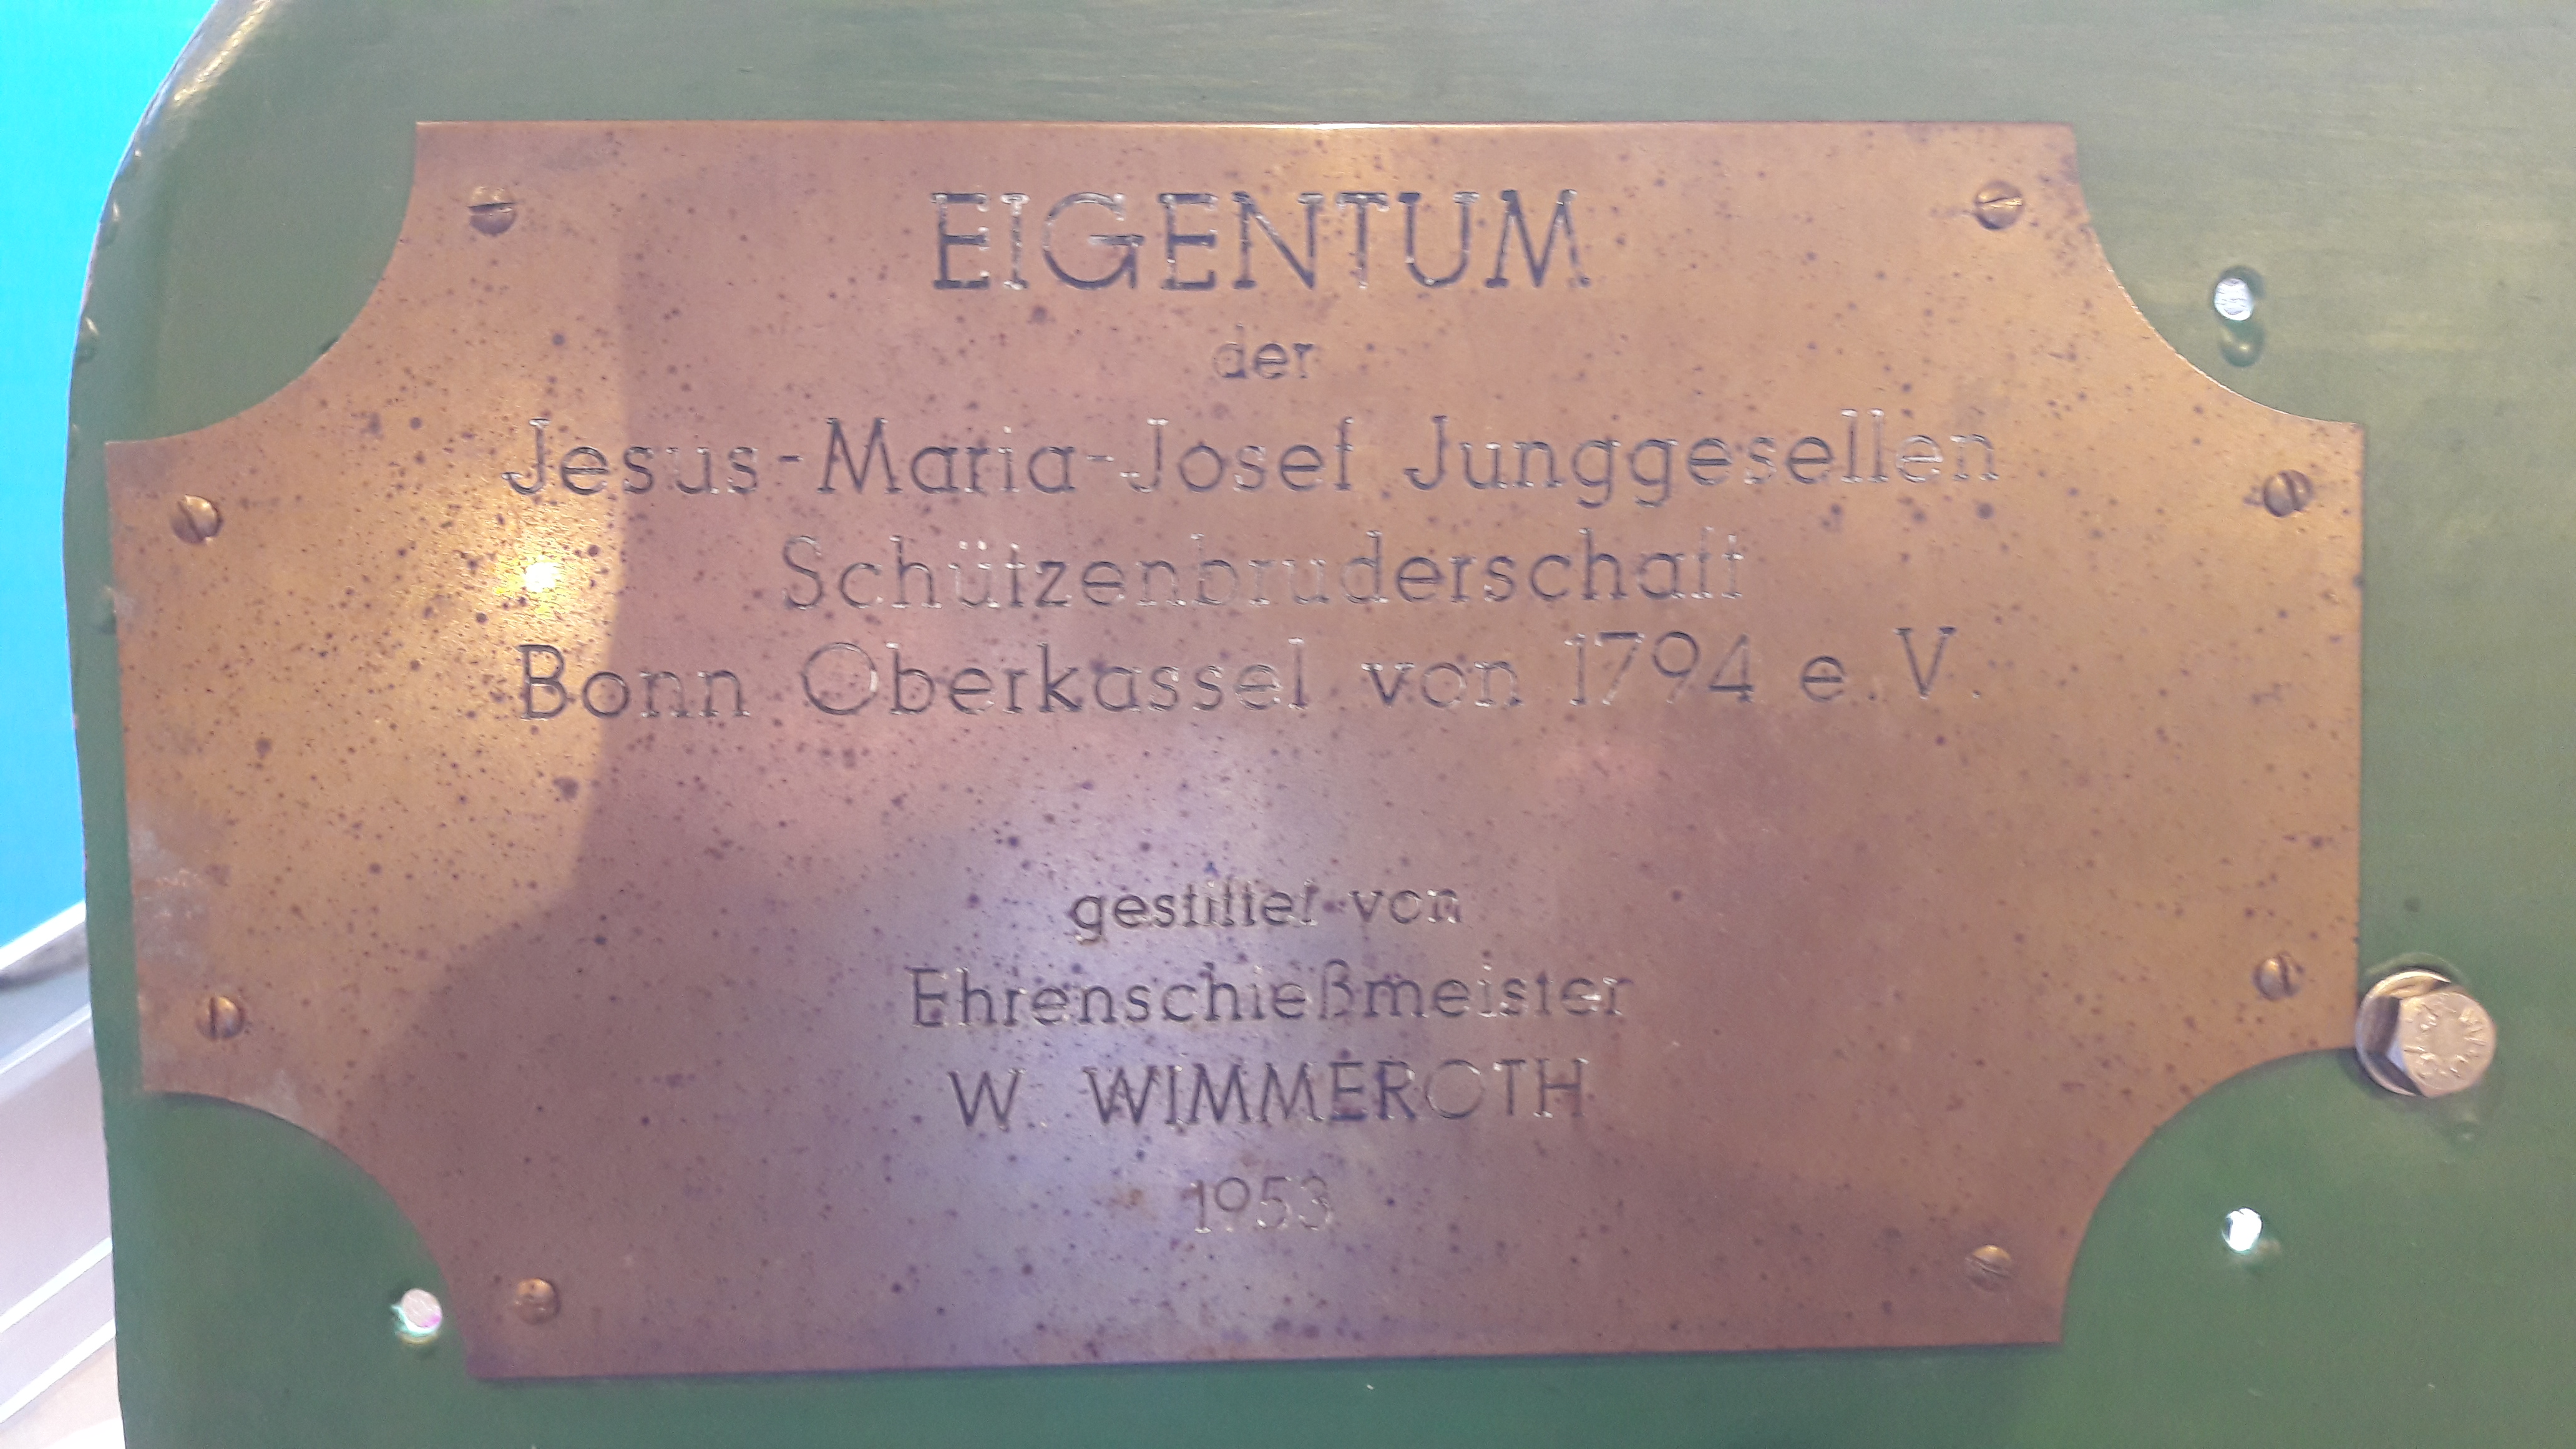 EIGENTUM
der
Jesus-Maria-Josef Junggesellen
Schützenbruderschaft
Bonn Oberkassel von 1794 e.V.
gestiftet von
Ehrenschießmeister
W. WIMMEROTH
1953